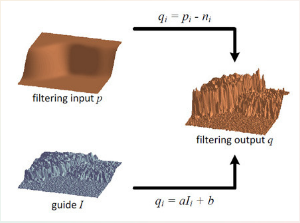 qᵢ = pᵢ - nᵢ
filtering input p
filtering output q
guide I
qᵢ = aIᵢ + b